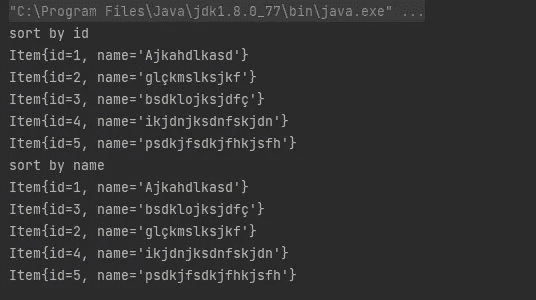 "C:\Program Files\Java\jdk1.8.0_77\bin\java.exe" ...
sort by id
Item{id=1, name='Ajkahdlkasd'}
Item{id=2, name='glçkmslksjkf'}
Item{id=3, name='bsdklojksjdfç'}
Item{id=4, name='ikjdnjksdnfskjdn'}
Item{id=5, name='psdkjfsdkjfhkjsfh'}
sort by name
Item{id=1, name='Ajkahdlkasd'}
Item{id=3, name='bsdklojksjdfç'}
Item{id=2, name='glçkmslksjkf'}
Item{id=4, name='ikjdnjksdnfskjdn'}
Item{id=5, name='psdkjfsdkjfhkjsfh'}